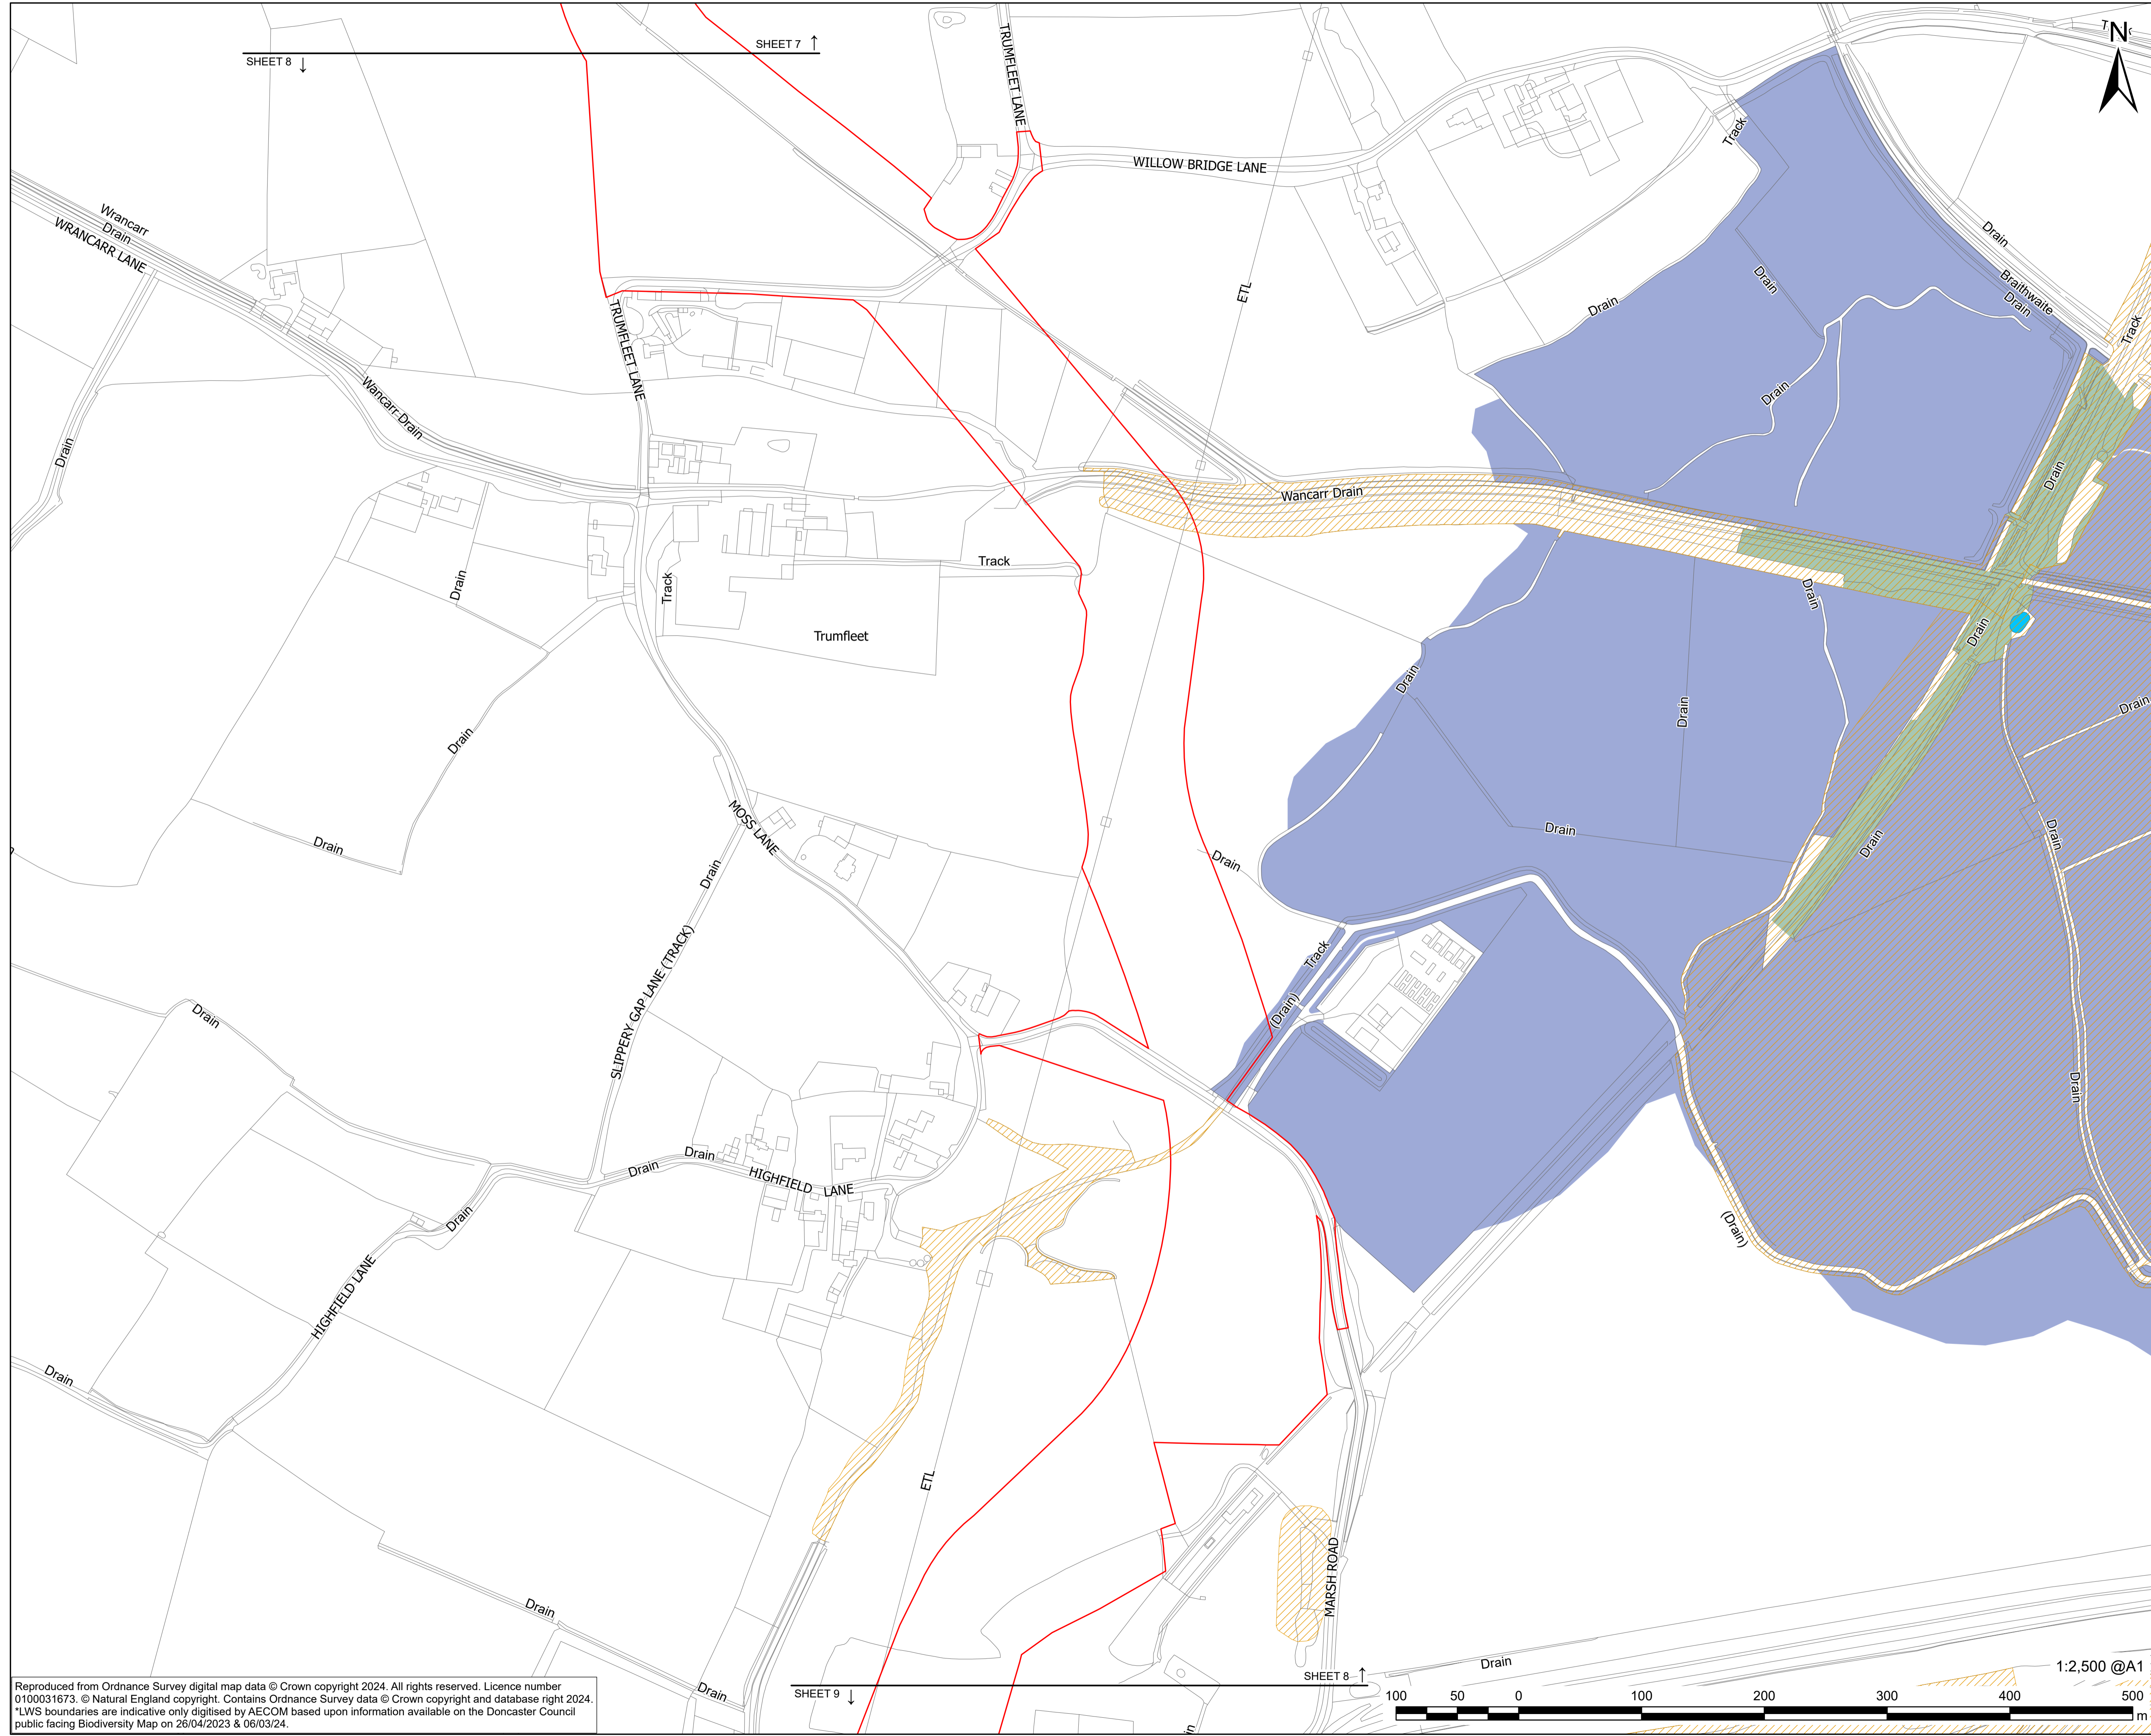 SHEET 7 ↑
SHEET 8 ↓
TRUMFLEET LANE
N
WILLOW BRIDGE LANE
Track
Wrancarr
Drain
WRANCARR LANE
Drain
Braithwaite
Drain
Drain
Drain
Track
ETL
TRUMFLEET LANE
Drain
Wancarr Drain
Drain
Drain
Wancarr Drain
Track
Drain
Track
Drain
Trumfleet
Drain
Drain
Drain
Drain
Drain
Drain
MOSS LANE
Drain
Drain
Drain
Drain
Drain
Drain
SLIPPERY GAP LANE (TRACK)
Track
(Drain)
Drain
Drain
Drain
Drain
HIGHFIELD LANE
Drain
(Drain)
HIGHFIELD LANE
Drain
ETL
MARSH ROAD
Drain
Drain
Drain
SHEET 8 ↑
SHEET 9 ↓
1:2,500 @A1
100 50 0 100 200 300 400 500
m
Reproduced from Ordnance Survey digital map data © Crown copyright 2024. All rights reserved. Licence number
0100031673. © Natural England copyright. Contains Ordnance Survey data © Crown copyright and database right 2024.
*LWS boundaries are indicative only digitised by AECOM based upon information available on the Doncaster Council
public facing Biodiversity Map on 26/04/2023 & 06/03/24.